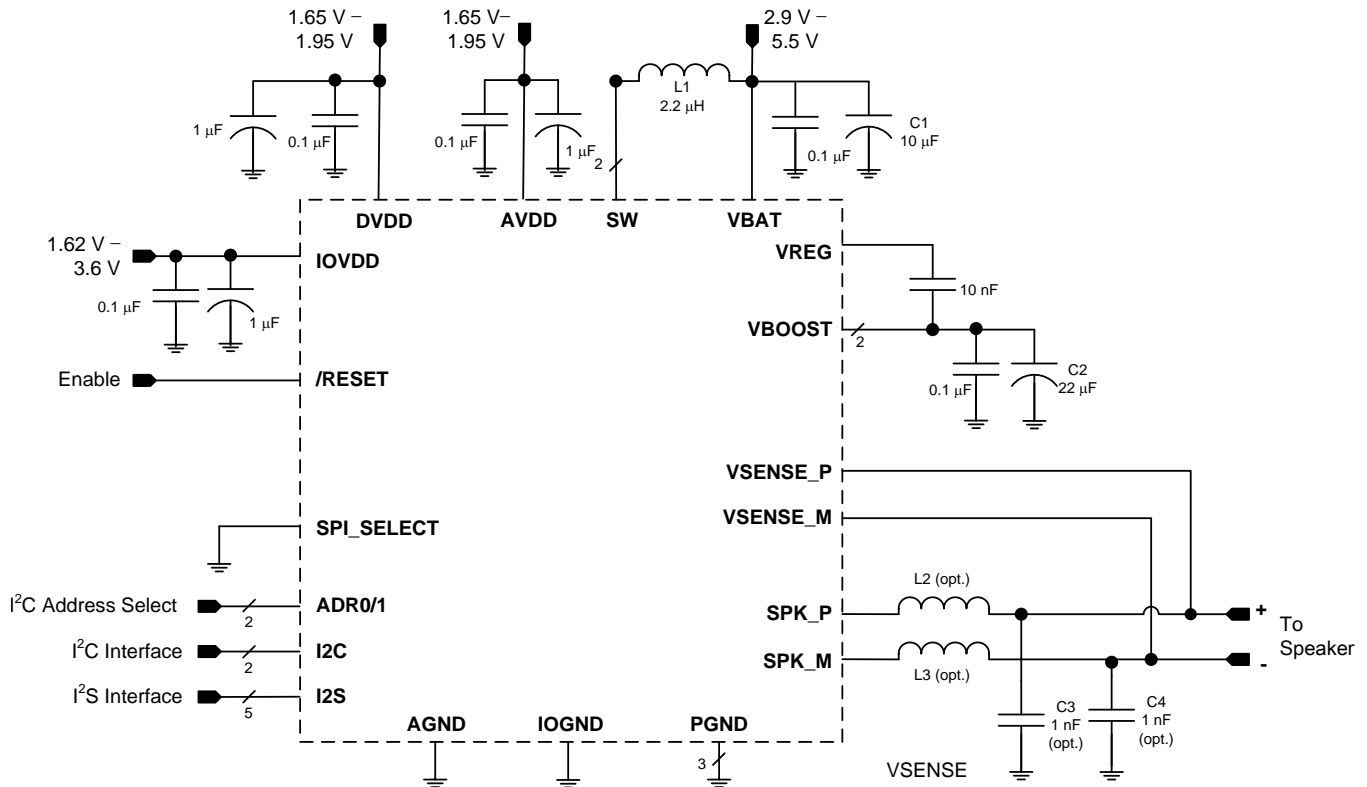 1.65 V –
1.95 V
1.65 V–
1.95 V
2.9 V –
5.5 V
L1
2.2 μH
1 μF
0.1 μF
0.1 μF
1 μF
2
0.1 μF
C1
10 μF
DVDD
AVDD
SW
VBAT
1.62 V –
3.6 V
IOVDD
VREG
0.1 μF
1 μF
10 nF
VBOOST
2
Enable
/RESET
0.1 μF
C2
22 μF
VSENSE_P
SPI_SELECT
VSENSE_M
L2 (opt.)
I²C Address Select
2
ADR0/1
SPK_P
+
To
Speaker
I²C Interface
2
I2C
SPK_M
-
L3 (opt.)
I²S Interface
5
I2S
AGND
IOGND
PGND
3
C3
1 nF
(opt.)
C4
1 nF
(opt.)
VSENSE